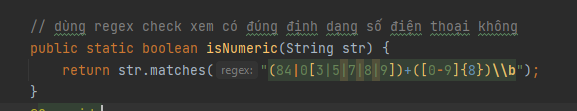 // dùng regex check xem có đúng định dạng số điện thoại không
public static boolean isNumeric(String str) {
return str.matches( regex: "(84|0[3|5|7|8|9])+([0-9]{8})\\b");
}